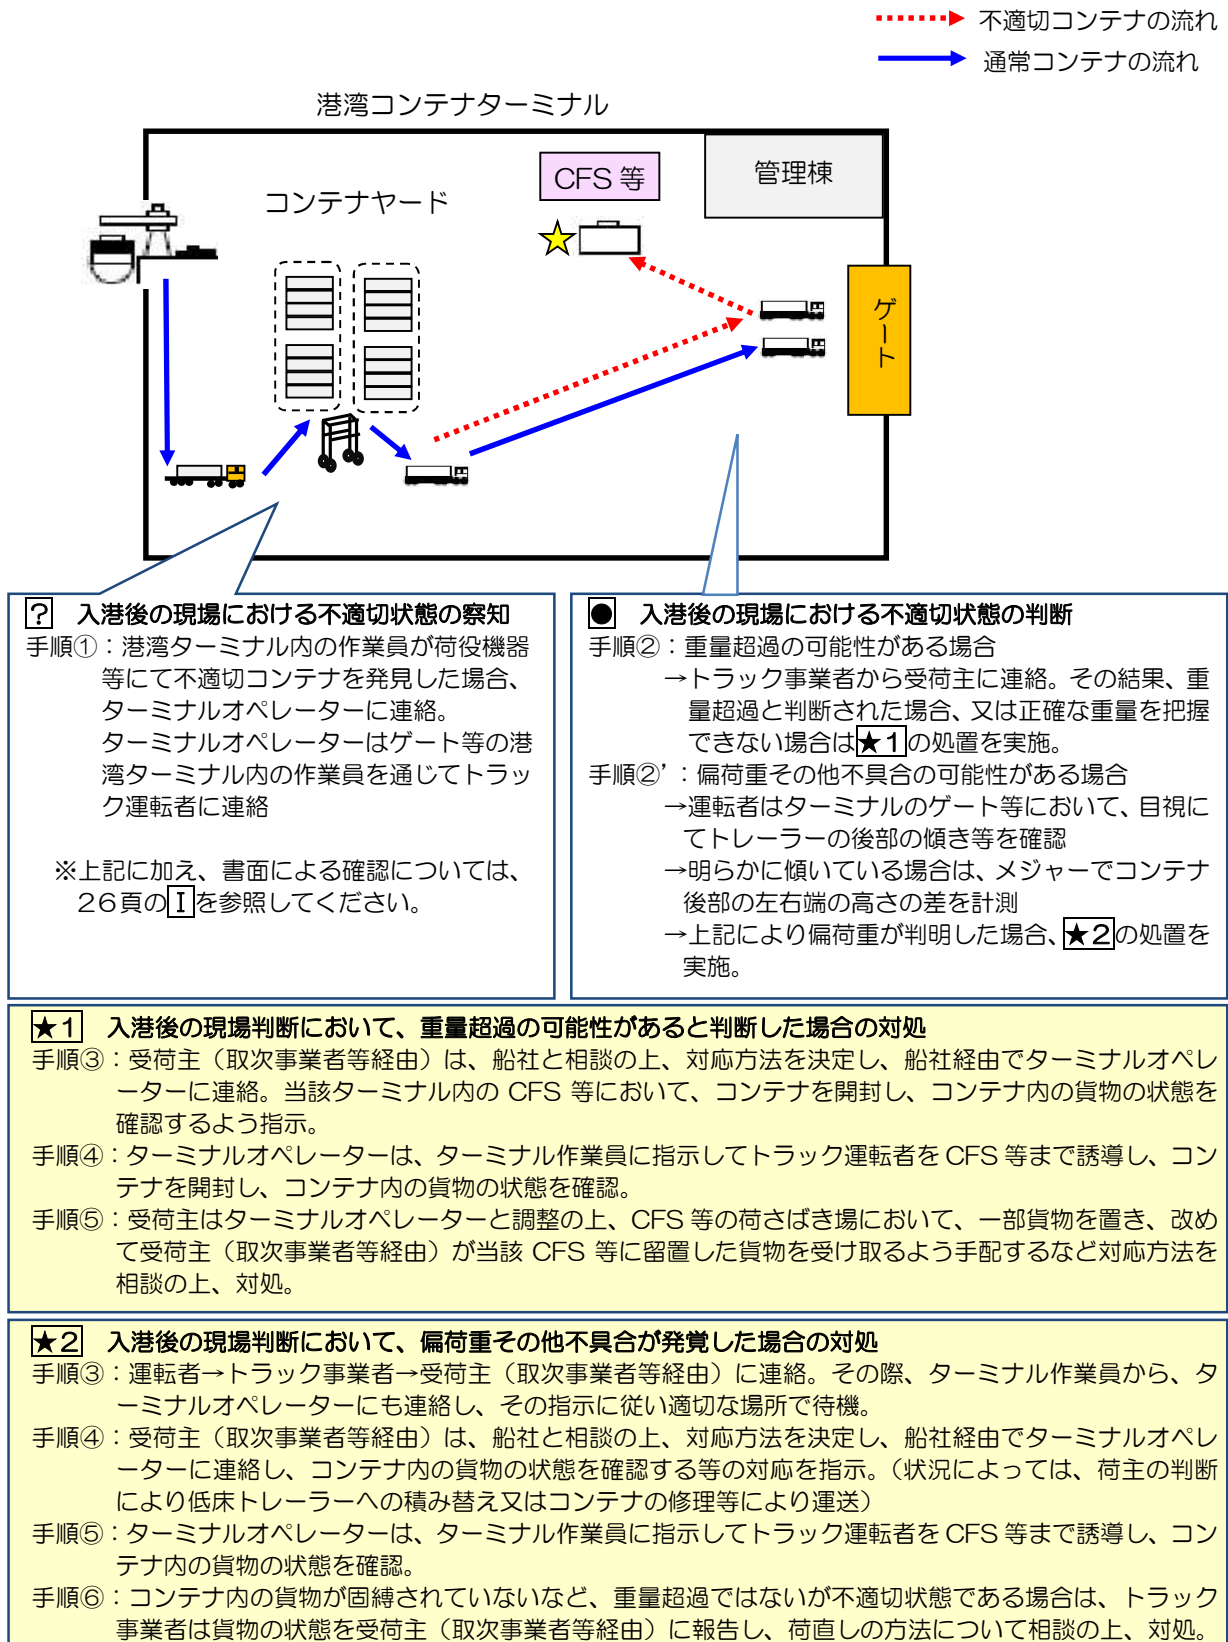 不適切コンテナの流れ
通常コンテナの流れ
港湾コンテナターミナル
CFS 等
管理棟
コンテナヤード
ゲート
? 入港後の現場における不適切状態の察知
手順①：港湾ターミナル内の作業員が荷役機器
等にて不適切コンテナを発見した場合、
ターミナルオペレーターに連絡。
ターミナルオペレーターはゲート等の港
湾ターミナル内の作業員を通じてトラッ
ク運転者に連絡
※上記に加え、書面による確認については、
26頁のⅠを参照してください。
● 入港後の現場における不適切状態の判断
手順②：重量超過の可能性がある場合
→トラック事業者から受荷主に連絡。その結果、重
量超過と判断された場合、又は正確な重量を把握
できない場合は★1の処置を実施。
手順②’：偏荷重その他不具合の可能性がある場合
→運転者はターミナルのゲート等において、目視に
てトレーラーの後部の傾き等を確認
→明らかに傾いている場合は、メジャーでコンテナ
後部の左右端の高さの差を計測
→上記により偏荷重が判明した場合、★2の処置を
実施。
★1 入港後の現場判断において、重量超過の可能性があると判断した場合の対処
手順③：受荷主（取次事業者等経由）は、船社と相談の上、対応方法を決定し、船社経由でターミナルオペレ
ーターに連絡。当該ターミナル内の CFS 等において、コンテナを開封し、コンテナ内の貨物の状態を
確認するよう指示。
手順④：ターミナルオペレーターは、ターミナル作業員に指示してトラック運転者を CFS 等まで誘導し、コン
テナを開封し、コンテナ内の貨物の状態を確認。
手順⑤：受荷主はターミナルオペレーターと調整の上、CFS 等の荷さばき場において、一部貨物を置き、改め
て受荷主（取次事業者等経由）が当該 CFS 等に留置した貨物を受け取るよう手配するなど対応方法を
相談の上、対処。
★2 入港後の現場判断において、偏荷重その他不具合が発覚した場合の対処
手順③：運転者→トラック事業者→受荷主（取次事業者等経由）に連絡。その際、ターミナル作業員から、タ
ーミナルオペレーターにも連絡し、その指示に従い適切な場所で待機。
手順④：受荷主（取次事業者等経由）は、船社と相談の上、対応方法を決定し、船社経由でターミナルオペレ
ーターに連絡し、コンテナ内の貨物の状態を確認する等の対応を指示。（状況によっては、荷主の判断
により低床トレーラーへの積み替え又はコンテナの修理等により運送）
手順⑤：ターミナルオペレーターは、ターミナル作業員に指示してトラック運転者を CFS 等まで誘導し、コン
テナ内の貨物の状態を確認。
手順⑥：コンテナ内の貨物が固縛されていないなど、重量超過ではないが不適切状態である場合は、トラック
事業者は貨物の状態を受荷主（取次事業者等経由）に報告し、荷直しの方法について相談の上、対処。